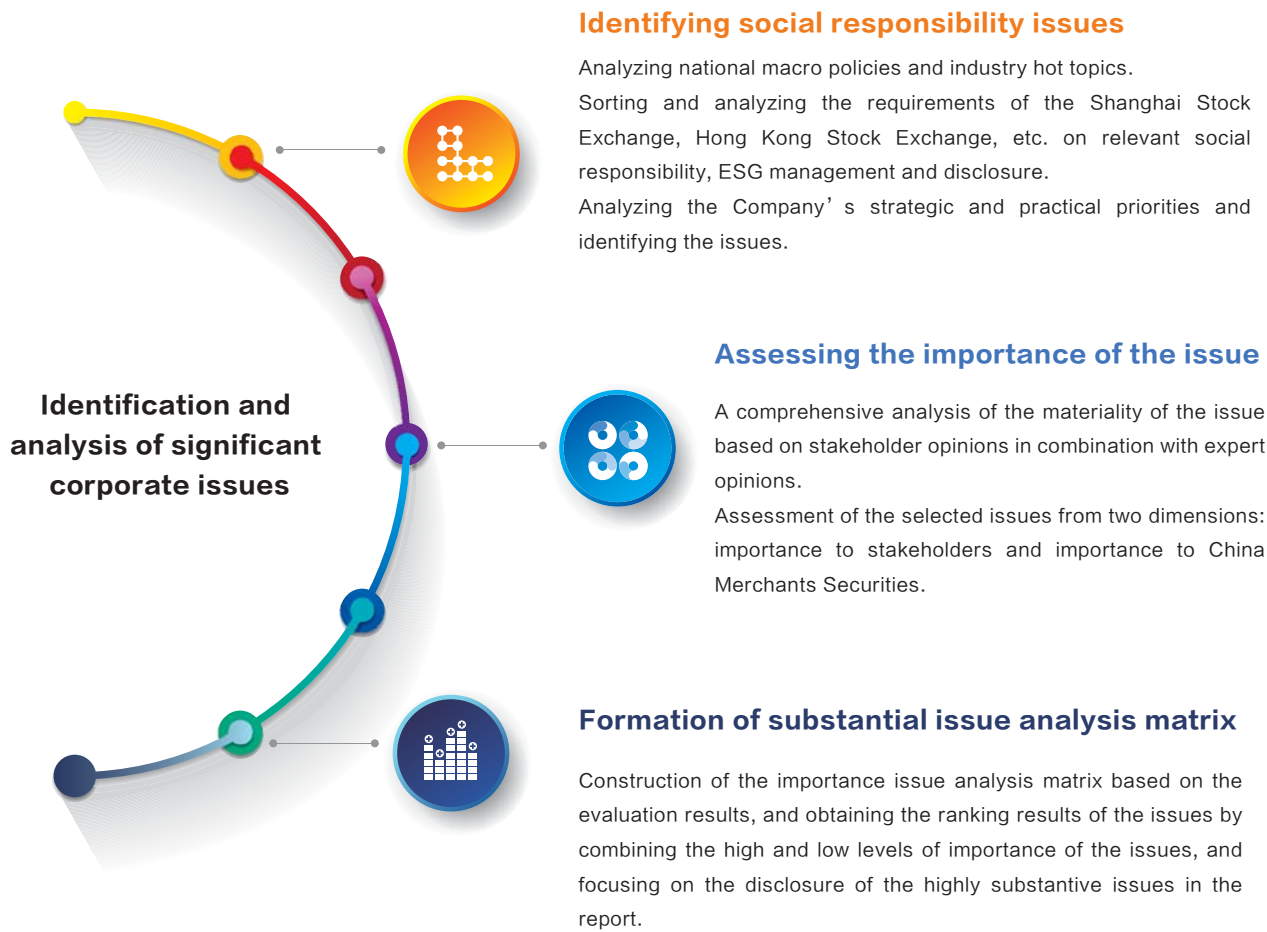 Identifying social responsibility issues
Analyzing national macro policies and industry hot topics.
Sorting and analyzing the requirements of the Shanghai Stock
Exchange, Hong Kong Stock Exchange, etc. on relevant social
responsibility, ESG management and disclosure.
Analyzing the Company’s strategic and practical priorities and
identifying the issues.
Identification and
analysis of significant
corporate issues
Assessing the importance of the issue
A comprehensive analysis of the materiality of the issue
based on stakeholder opinions in combination with expert
opinions.
Assessment of the selected issues from two dimensions:
importance to stakeholders and importance to China
Merchants Securities.
Formation of substantial issue analysis matrix
Construction of the importance issue analysis matrix based on the
evaluation results, and obtaining the ranking results of the issues by
combining the high and low levels of importance of the issues, and
focusing on the disclosure of the highly substantive issues in the
report.